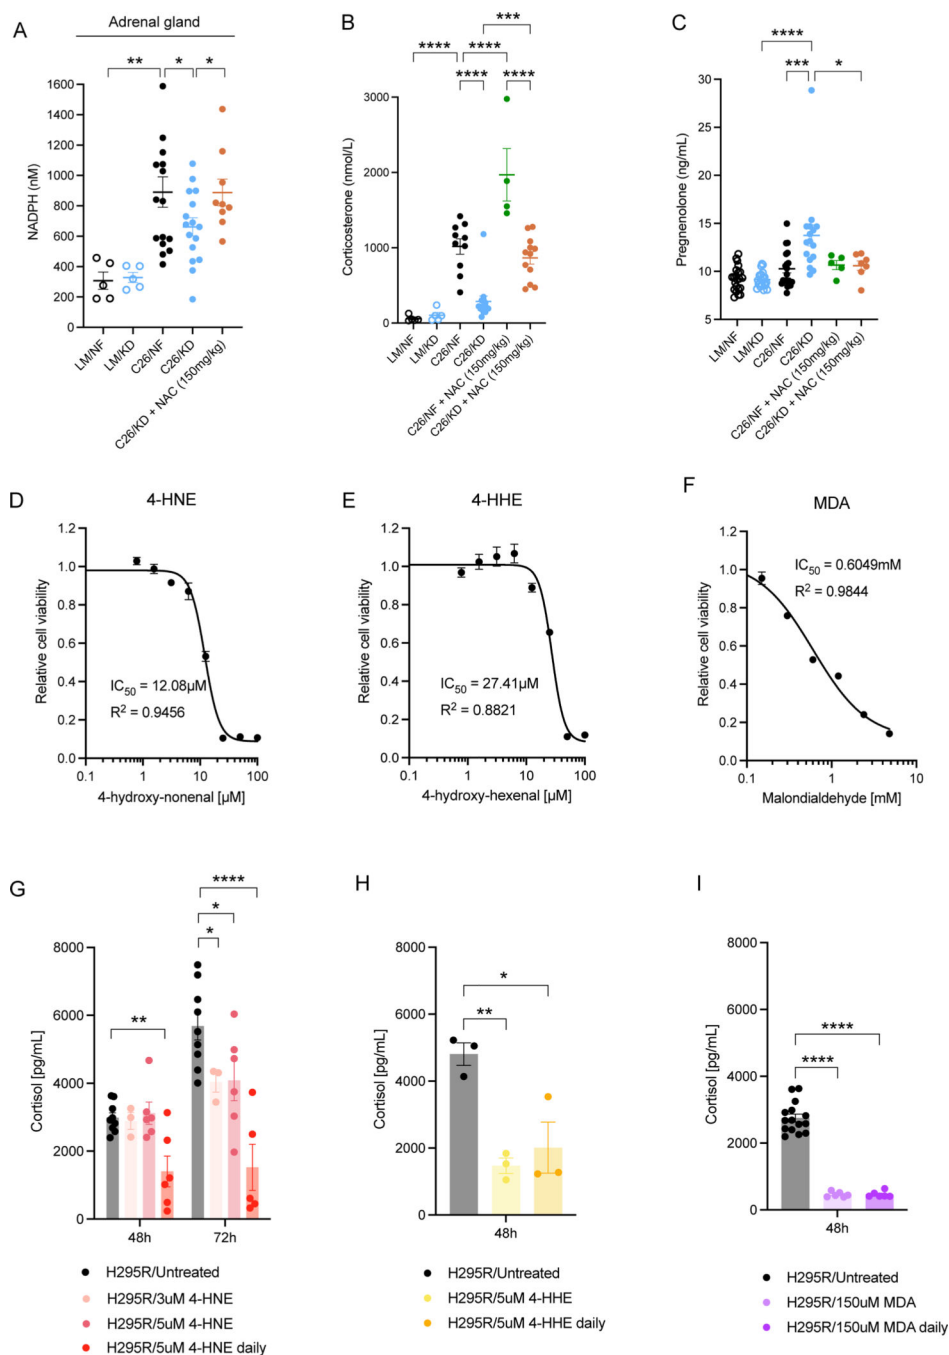 A
Adrenal gland
** * *
NADPH (nM)
1600
1400
1200
1000
800
600
400
200
0
LM/NF
LM/KD
C26/NF
C26/KD
C26/KD + NAC (150mg/kg)
B
***
**** ****
**** ****
Corticosterone (nmol/L)
3000
2000
1000
0
LM/NF
LM/KD
C26/NF
C26/KD
C26/NF + NAC (150mg/kg)
C26/KD + NAC (150mg/kg)
C
****
*** *
Pregnenolone (ng/mL)
30
25
20
15
10
5
LM/NF
LM/KD
C26/NF
C26/KD
C26/NF + NAC (150mg/kg)
C26/KD + NAC (150mg/kg)
D
4-HNE
Relative cell viability
1.2
1.0
0.8
0.6
0.4
0.2
0.0
IC50 = 12.08µM
R2 = 0.9456
0.1 1 10 100
4-hydroxy-nonenal [µM]
E
4-HHE
Relative cell viability
1.2
1.0
0.8
0.6
0.4
0.2
0.0
IC50 = 27.41µM
R2 = 0.8821
0.1 1 10 100
4-hydroxy-hexenal [µM]
F
MDA
Relative cell viability
1.2
1.0
0.8
0.6
0.4
0.2
0.0
IC50 = 0.6049mM
R2 = 0.9844
0.1 1 10
Malondialdehyde [mM]
G
****
*
*
**
Cortisol [pg/mL]
8000
6000
4000
2000
0
48h 72h
H295R/Untreated
H295R/3uM 4-HNE
H295R/5uM 4-HNE
H295R/5uM 4-HNE daily
H
*
**
Cortisol [pg/mL]
8000
6000
4000
2000
0
48h
H295R/Untreated
H295R/5uM 4-HHE
H295R/5uM 4-HHE daily
I
****
****
Cortisol [pg/mL]
8000
6000
4000
2000
0
48h
H295R/Untreated
H295R/150uM MDA
H295R/150uM MDA daily